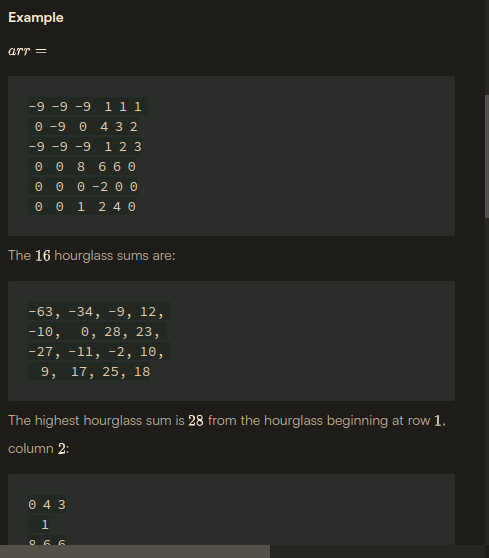 Example
arr =
-9 -9 -9  1 1 1
 0 -9  0  4 3 2
-9 -9 -9  1 2 3
 0  0  8  6 6 0
 0  0  0 -2 0 0
 0  0  1  2 4 0
The 16 hourglass sums are:
-63, -34, -9, 12,
-10,   0, 28, 23,
-27, -11, -2, 10,
  9,  17, 25, 18
The highest hourglass sum is 28 from the hourglass beginning at row 1,
column 2:
0 4 3
  1
8 6 6